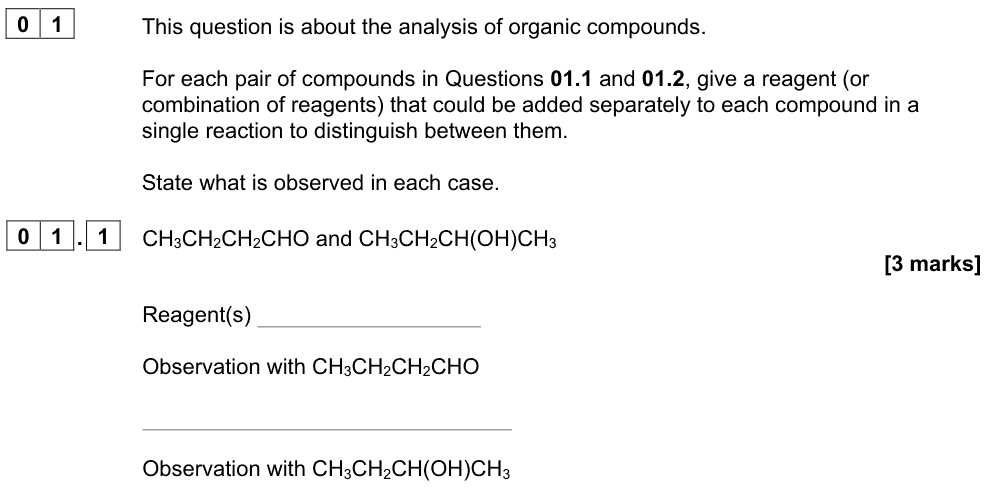 0 1 This question is about the analysis of organic compounds.
For each pair of compounds in Questions 01.1 and 01.2, give a reagent (or
combination of reagents) that could be added separately to each compound in a
single reaction to distinguish between them.
State what is observed in each case.
0 1 . 1 CH₃CH₂CH₂CHO and CH₃CH₂CH(OH)CH₃
[3 marks]
Reagent(s)
Observation with CH₃CH₂CH₂CHO
Observation with CH₃CH₂CH(OH)CH₃